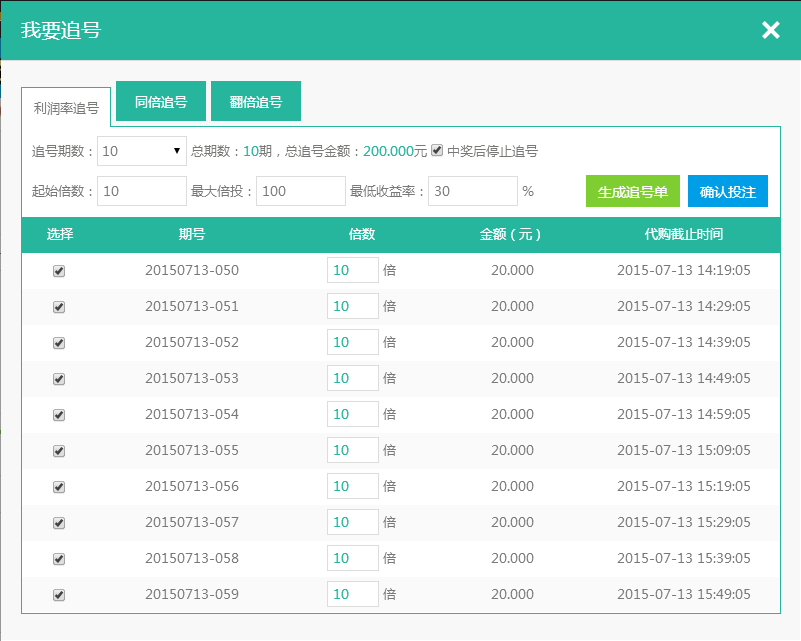 我要追号
利润率追号 同倍追号 翻倍追号
追号期数： 10 总期数：10期，总追号金额：200.000元 中奖后停止追号
起始倍数： 10 最大倍投： 100 最低收益率： 30 % 生成追号单 确认投注
选择 期号 倍数 金额（元） 代购截止时间
20150713-050 10 倍 20.000 2015-07-13 14:19:05
20150713-051 10 倍 20.000 2015-07-13 14:29:05
20150713-052 10 倍 20.000 2015-07-13 14:39:05
20150713-053 10 倍 20.000 2015-07-13 14:49:05
20150713-054 10 倍 20.000 2015-07-13 14:59:05
20150713-055 10 倍 20.000 2015-07-13 15:09:05
20150713-056 10 倍 20.000 2015-07-13 15:19:05
20150713-057 10 倍 20.000 2015-07-13 15:29:05
20150713-058 10 倍 20.000 2015-07-13 15:39:05
20150713-059 10 倍 20.000 2015-07-13 15:49:05